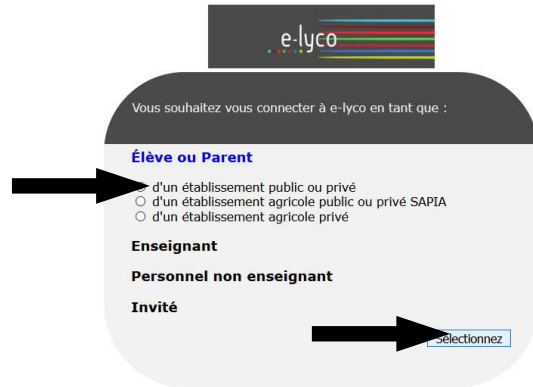 e-lyco
Vous souhaitez vous connecter à e-lyco en tant que :
Élève ou Parent
d'un établissement public ou privé
d'un établissement agricole public ou privé SAPIA
d'un établissement agricole privé
Enseignant
Personnel non enseignant
Invité
Sélectionnez